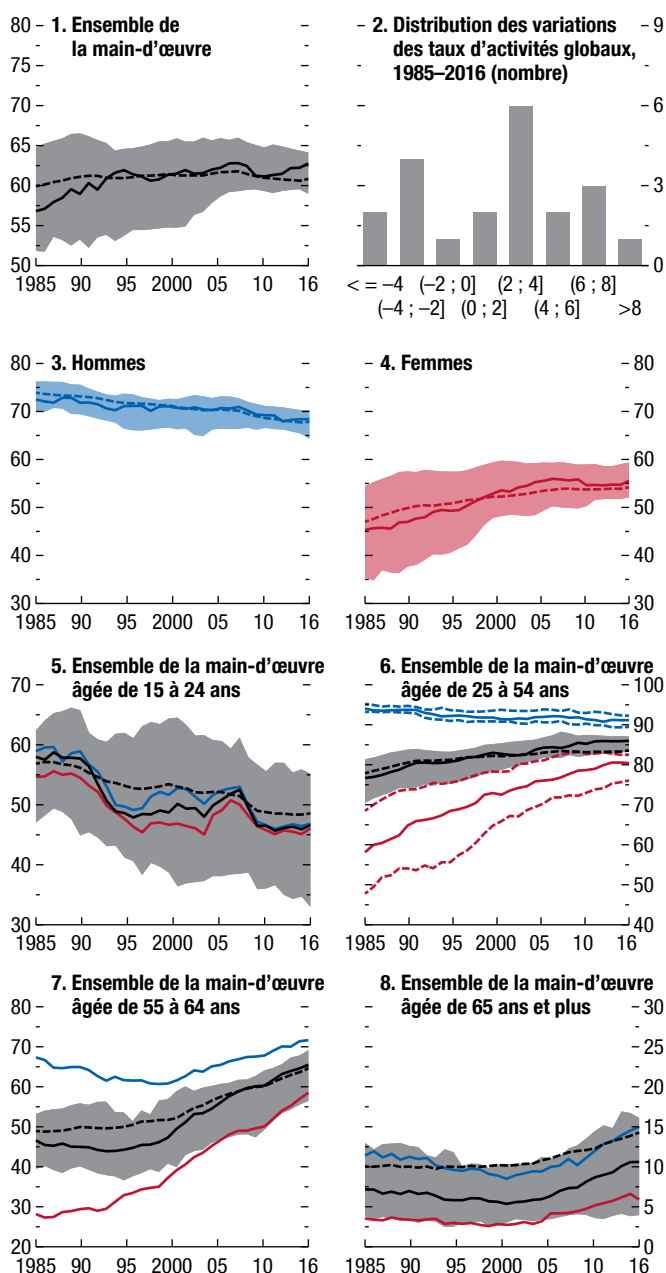 1. Ensemble de
la main-d'œuvre
80
75
70
65
60
55
50
1985 90 95 2000 05 10 16
2. Distribution des variations
des taux d'activités globaux,
1985–2016 (nombre)
9
6
3
0
< = –4 (–2 ; 0] (2 ; 4] (6 ; 8]
(–4 ; –2] (0 ; 2] (4 ; 6] >8
3. Hommes
80
70
60
50
40
30
1985 90 95 2000 05 10 16
4. Femmes
80
70
60
50
40
30
1985 90 95 2000 05 10 16
5. Ensemble de la main-d'œuvre
âgée de 15 à 24 ans
70
60
50
40
30
1985 90 95 2000 05 10 16
6. Ensemble de la main-d'œuvre
âgée de 25 à 54 ans
100
90
80
70
60
50
40
1985 90 95 2000 05 10 16
7. Ensemble de la main-d'œuvre
âgée de 55 à 64 ans
80
70
60
50
40
30
20
1985 90 95 2000 05 10 16
8. Ensemble de la main-d'œuvre
âgée de 65 ans et plus
30
25
20
15
10
5
0
1985 90 95 2000 05 10 16